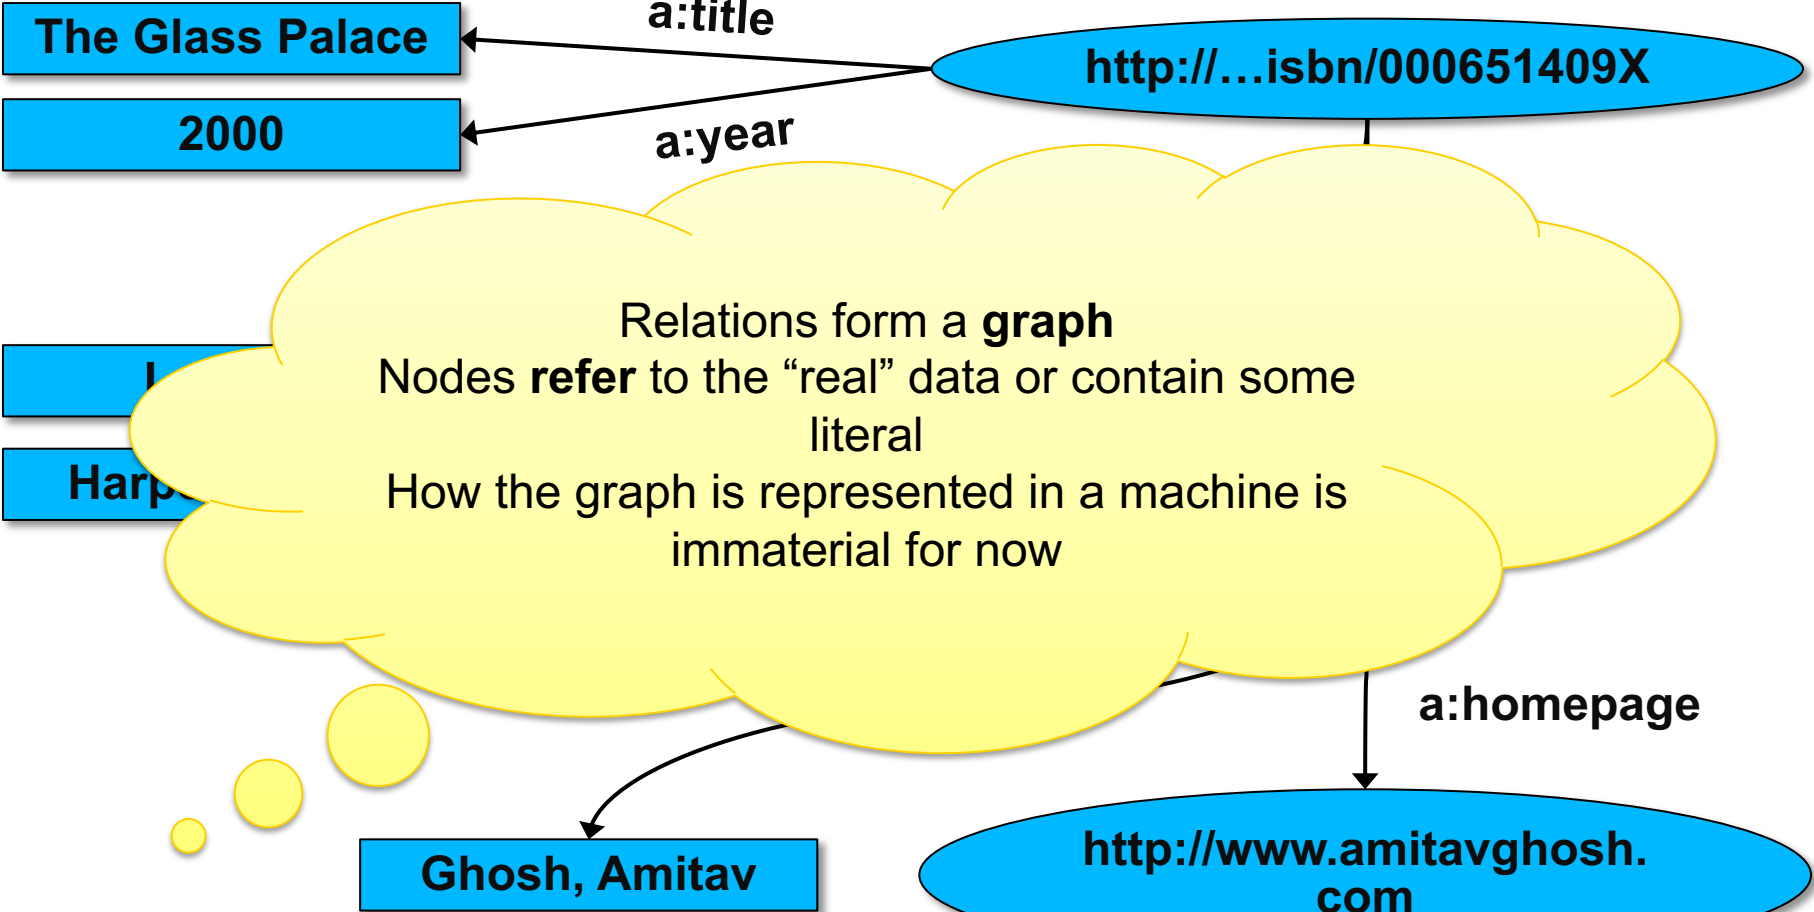 a:title
The Glass Palace
http://…isbn/000651409X
2000
a:year
Relations form a graph
Nodes refer to the “real” data or contain some
literal
How the graph is represented in a machine is
immaterial for now
a:homepage
Ghosh, Amitav
http://www.amitavghosh.
com